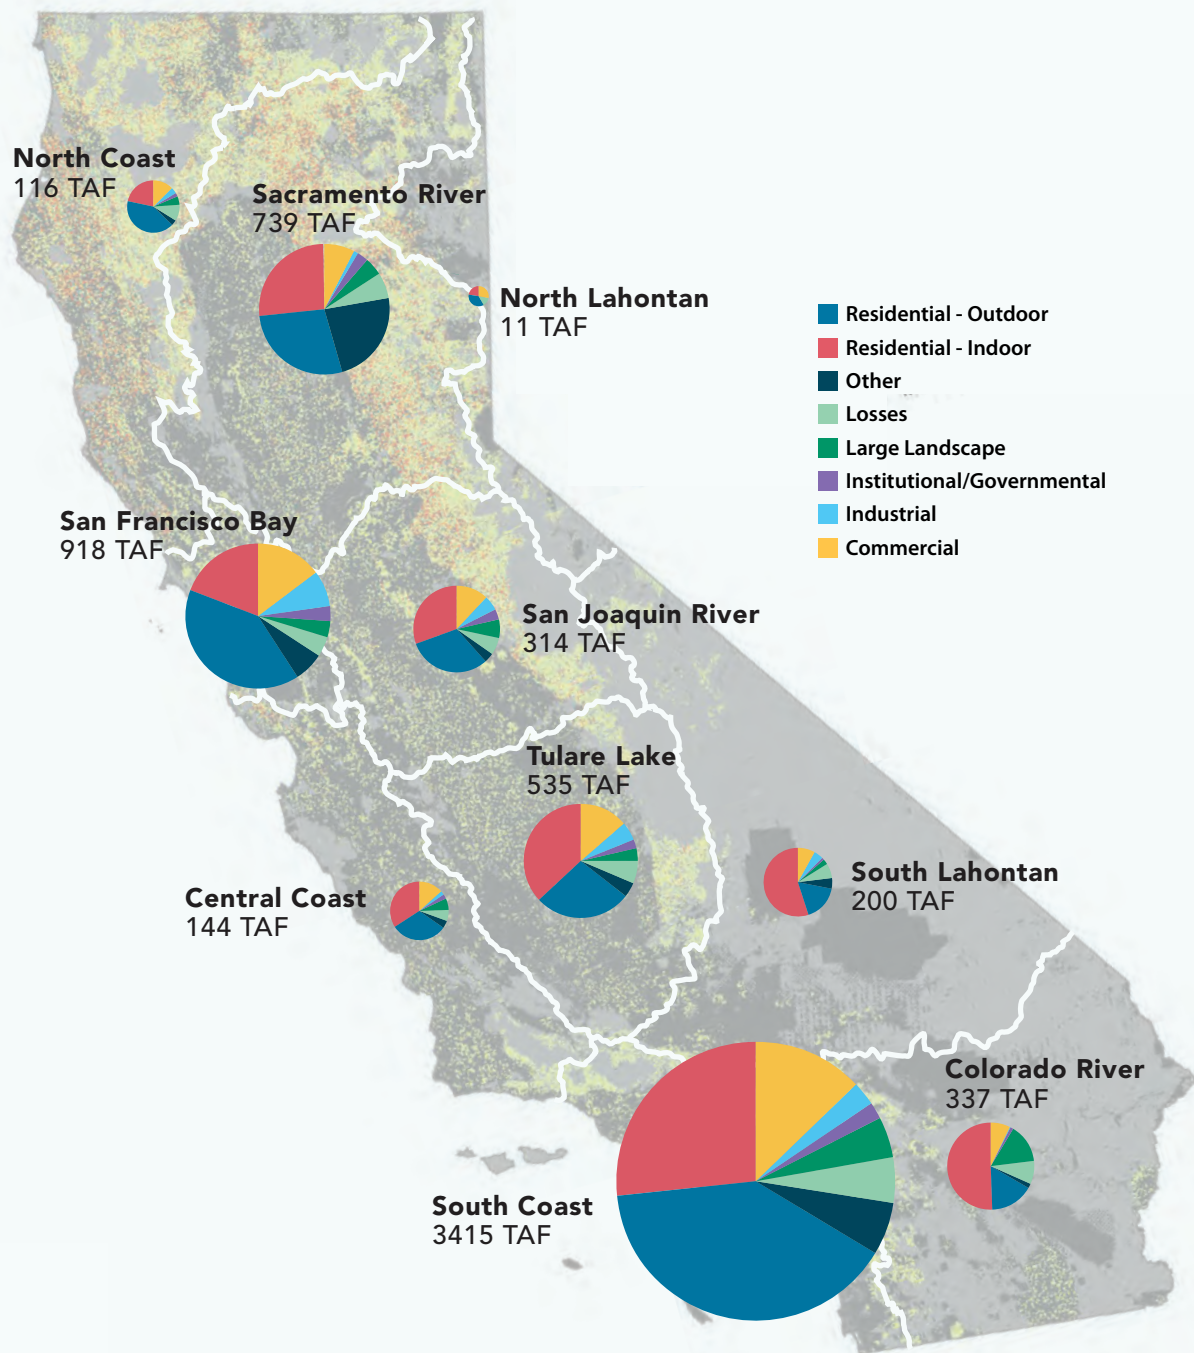 North Coast
116 TAF
Sacramento River
739 TAF
North Lahontan
11 TAF
Residential - Outdoor
Residential - Indoor
Other
Losses
Large Landscape
Institutional/Governmental
Industrial
Commercial
San Francisco Bay
918 TAF
San Joaquin River
314 TAF
Tulare Lake
535 TAF
Central Coast
144 TAF
South Lahontan
200 TAF
Colorado River
337 TAF
South Coast
3415 TAF